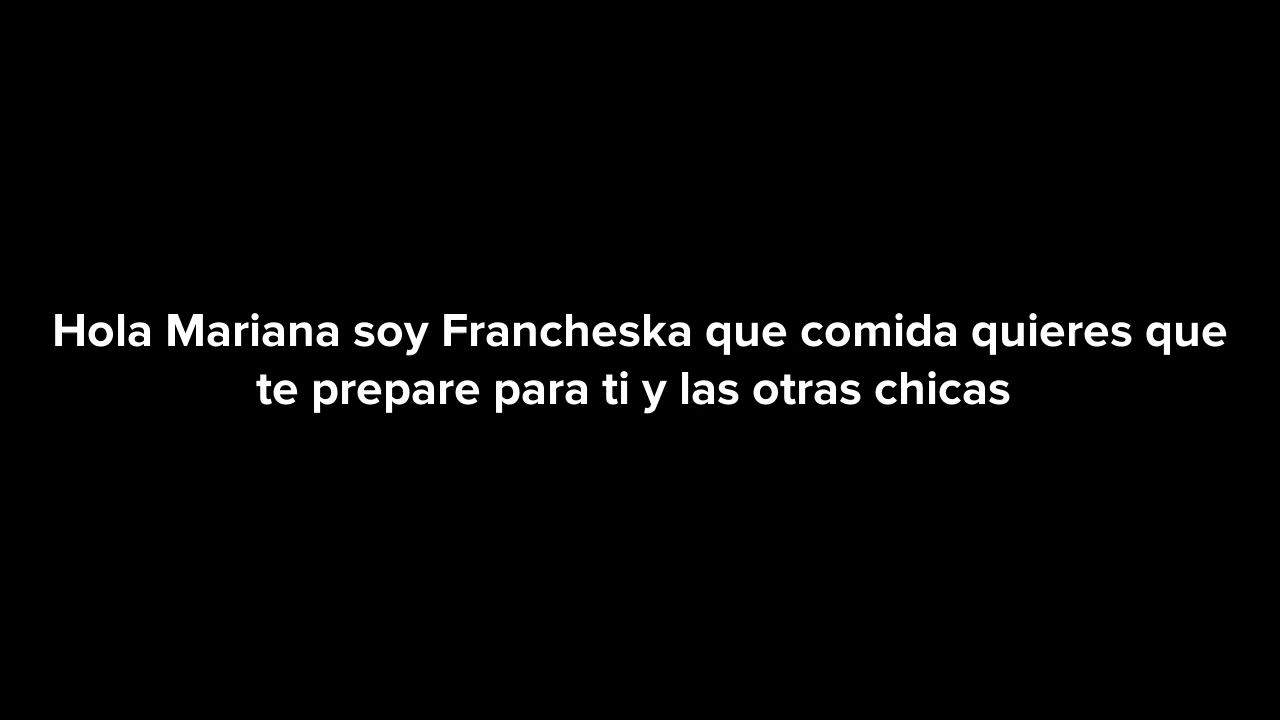 Hola Mariana soy Francheska que comida quieres que
te prepare para ti y las otras chicas